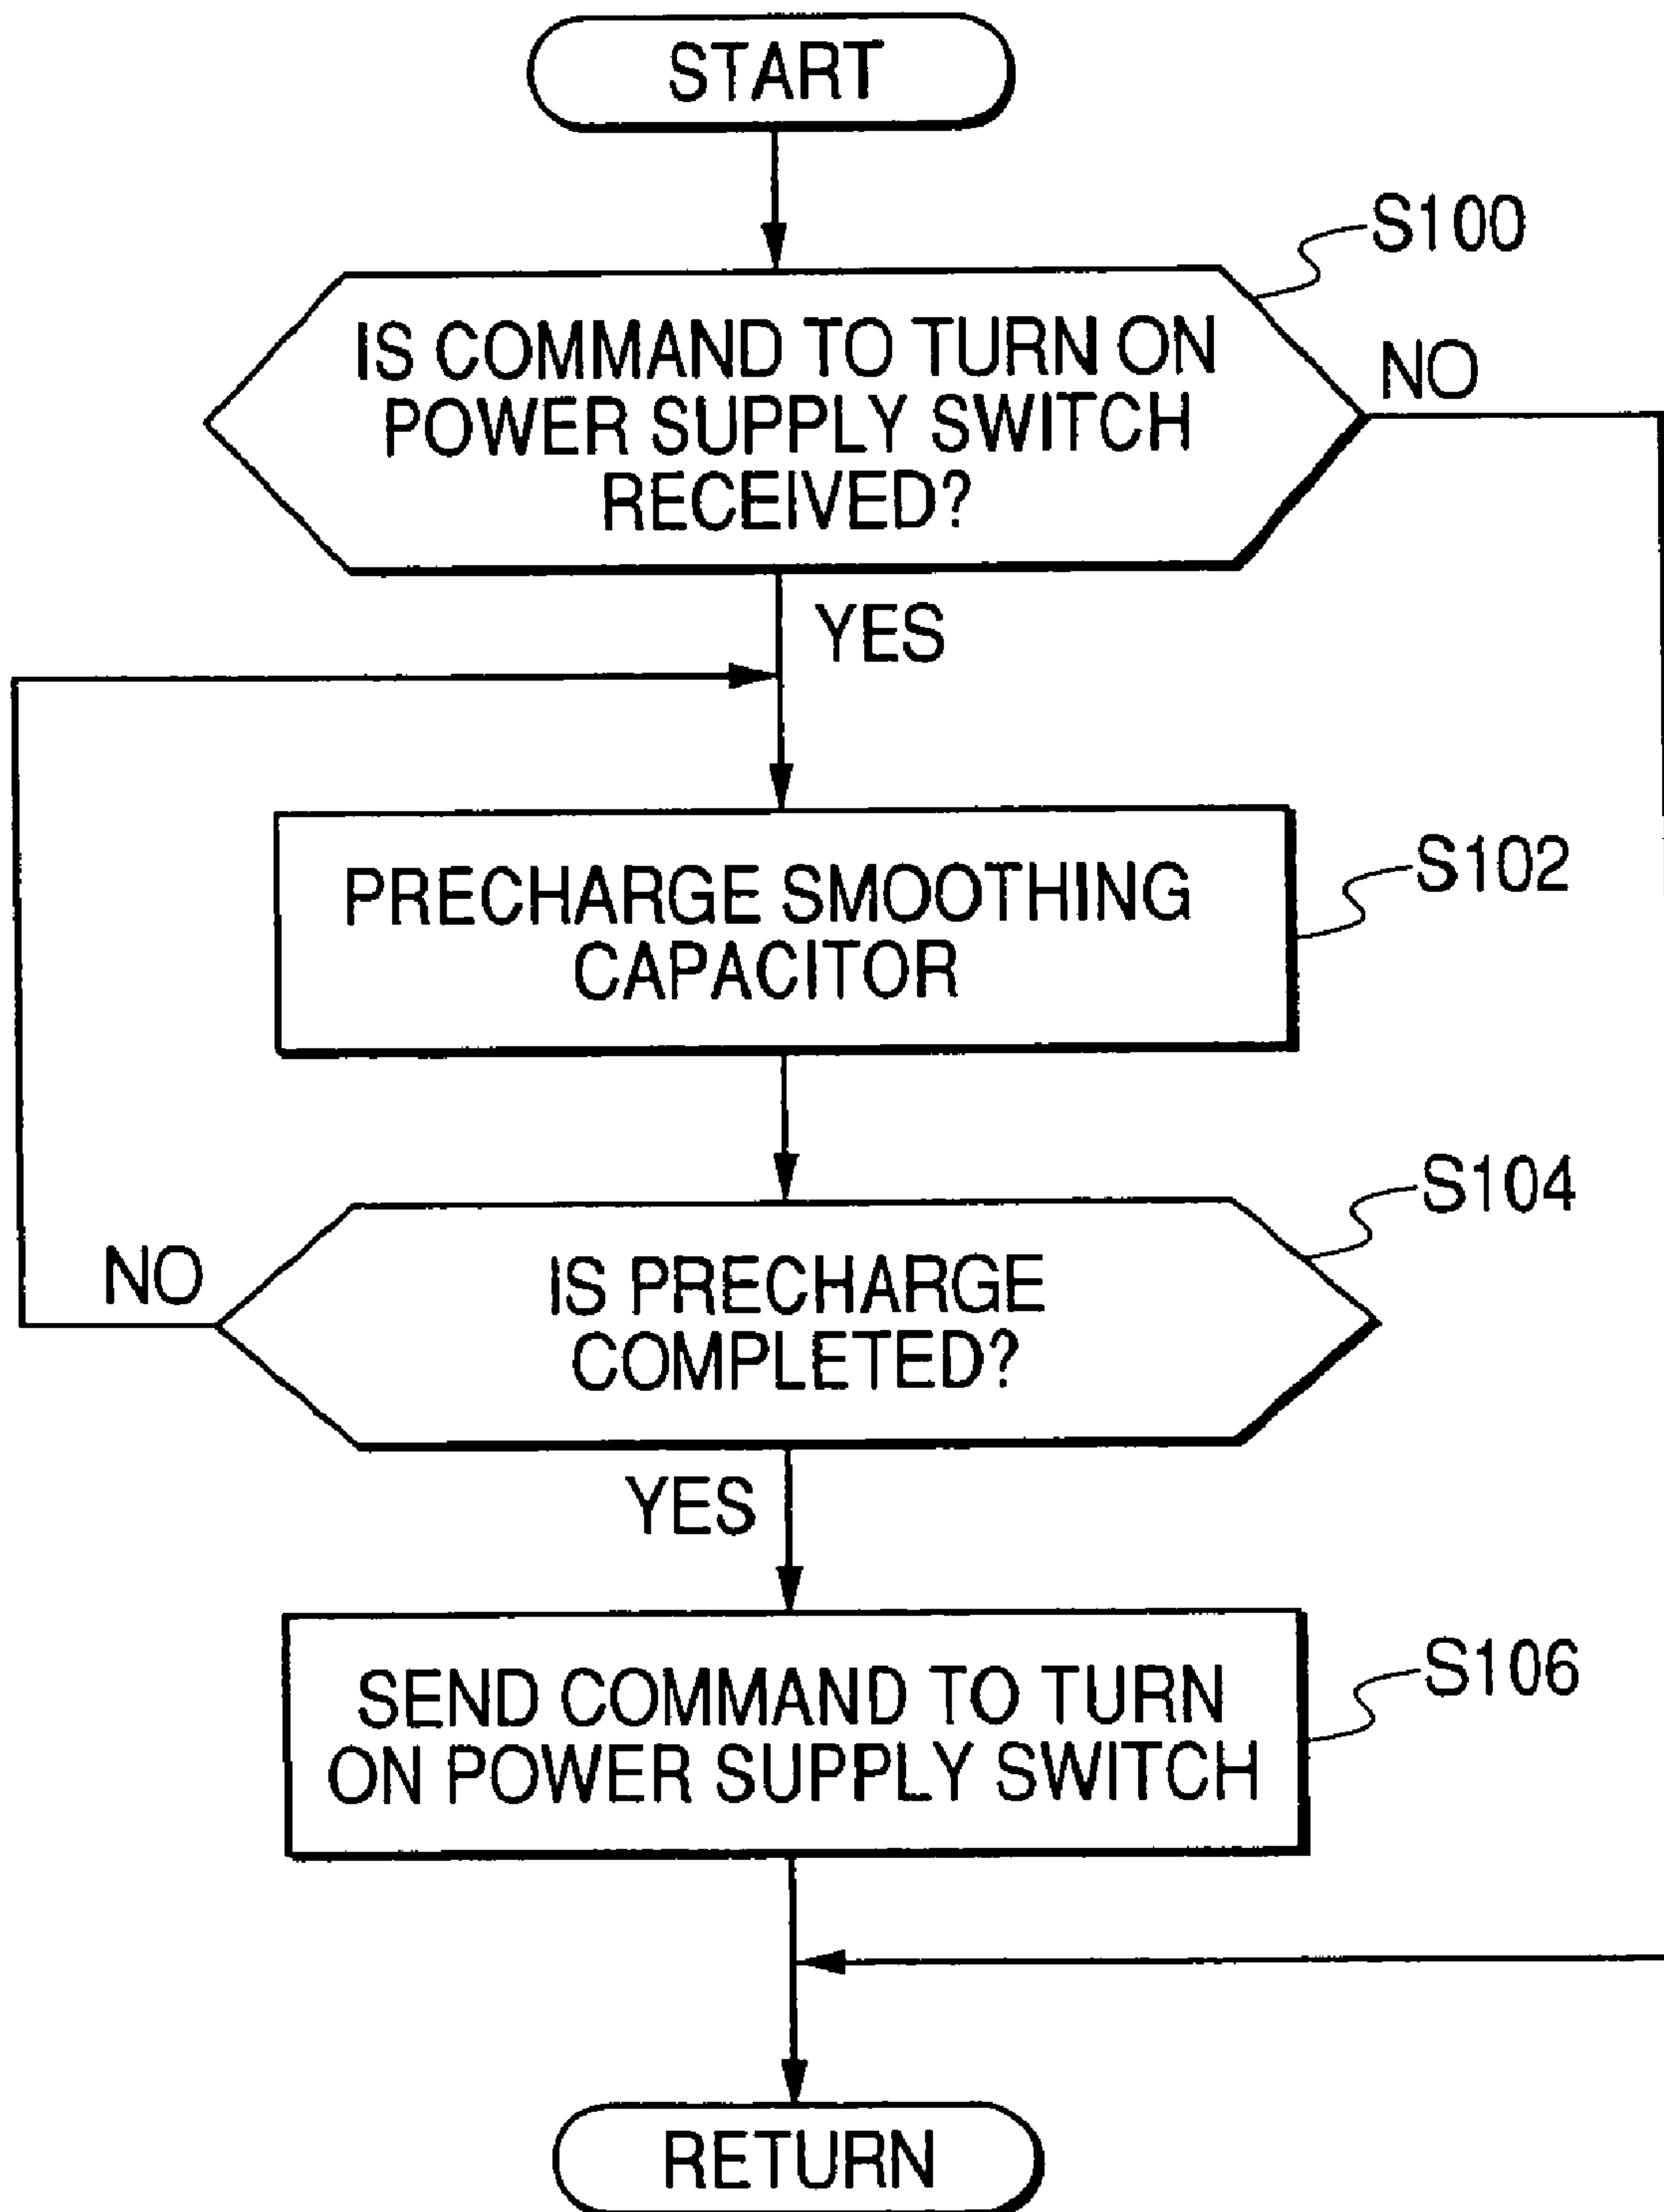 START
S100
IS COMMAND TO TURN ON
POWER SUPPLY SWITCH
RECEIVED?
NO
YES
PRECHARGE SMOOTHING
CAPACITOR
S102
S104
IS PRECHARGE
COMPLETED?
NO
YES
SEND COMMAND TO TURN
ON POWER SUPPLY SWITCH
S106
RETURN